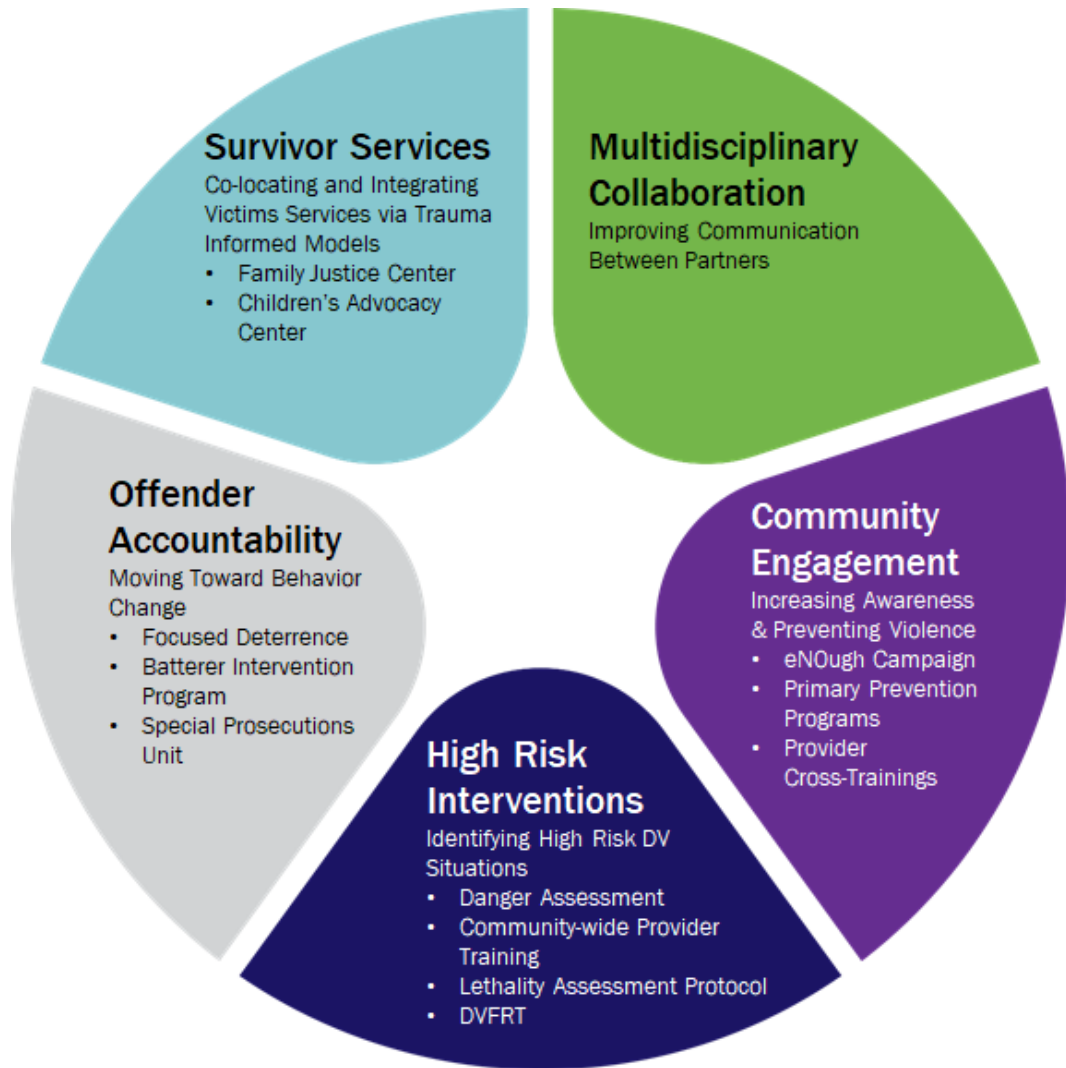 Survivor Services
Co-locating and Integrating
Victims Services via Trauma
Informed Models
• Family Justice Center
• Children's Advocacy
Center
Multidisciplinary
Collaboration
Improving Communication
Between Partners
Offender
Accountability
Moving Toward Behavior
Change
• Focused Deterrence
• Batterer Intervention
Program
• Special Prosecutions
Unit
Community
Engagement
Increasing Awareness
& Preventing Violence
• eNOugh Campaign
• Primary Prevention
Programs
• Provider
Cross-Trainings
High Risk
Interventions
Identifying High Risk DV
Situations
• Danger Assessment
• Community-wide Provider
Training
• Lethality Assessment Protocol
• DVFRT